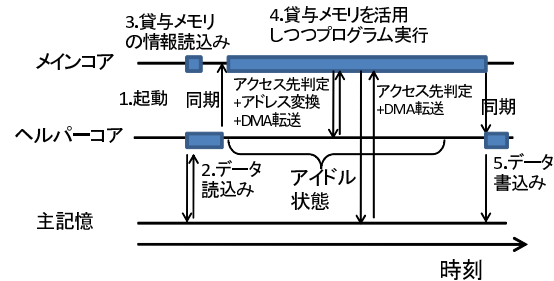 3.貸与メモリ
の情報読込み
4.貸与メモリを活用
しつつプログラム実行
メインコア
1.起動
同期
アクセス先判定
+アドレス変換
+DMA転送
アクセス先判定
+DMA転送
同期
ヘルパーコア
2.データ
読込み
アイドル
状態
5.データ
書込み
主記憶
時刻